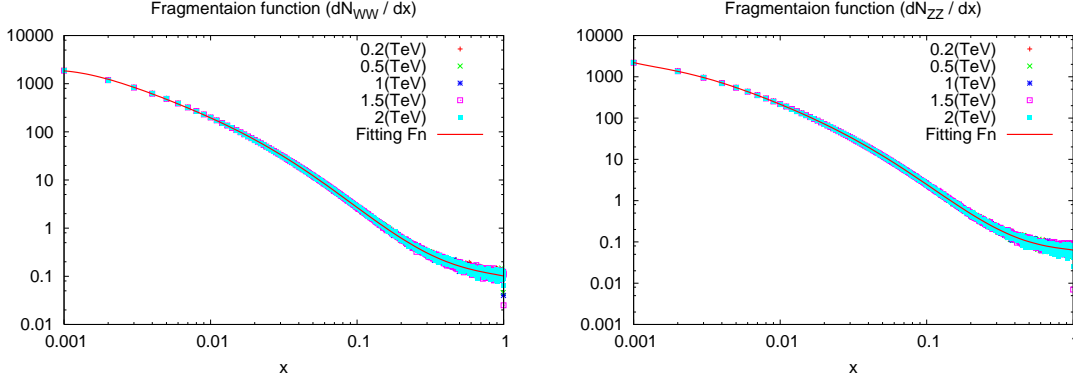 Fragmentaion function (dN_WW / dx)
10000
1000
100
10
1
0.1
0.01
0.001 0.01 0.1 1
x
0.2(TeV)
0.5(TeV)
1(TeV)
1.5(TeV)
2(TeV)
Fitting Fn
Fragmentaion function (dN_ZZ / dx)
10000
1000
100
10
1
0.1
0.01
0.001
0.001 0.01 0.1 1
x
0.2(TeV)
0.5(TeV)
1(TeV)
1.5(TeV)
2(TeV)
Fitting Fn